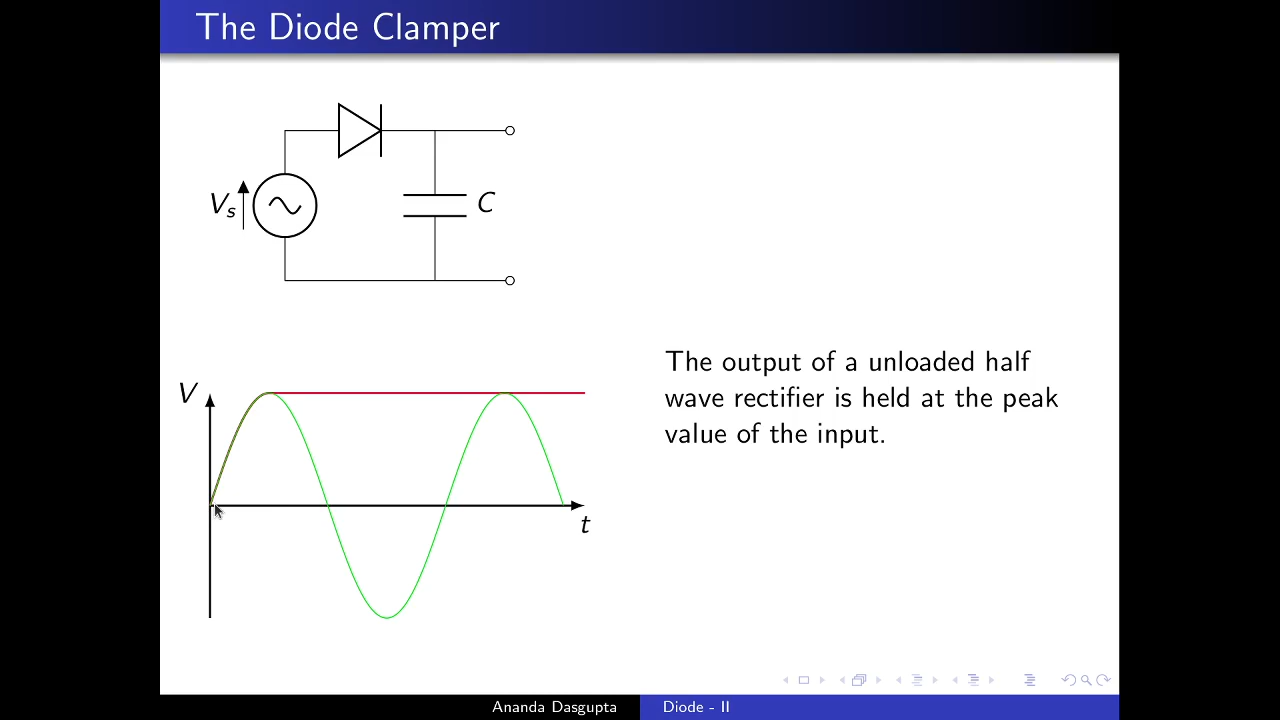 The Diode Clamper
Vs
C
V
t
The output of a unloaded half
wave rectifier is held at the peak
value of the input.
Ananda Dasgupta
Diode - II